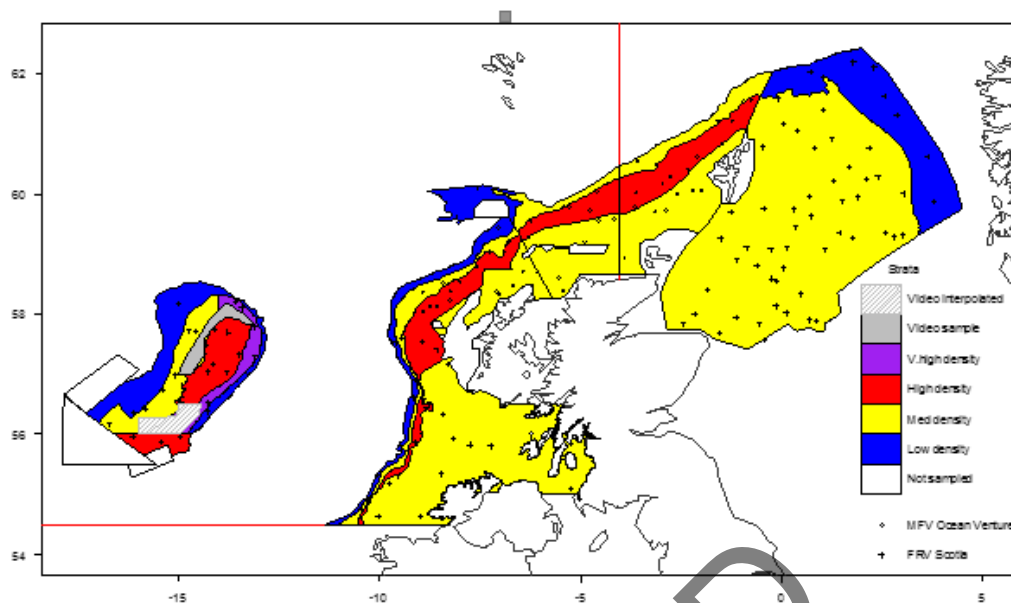 62
60
58
56
54
-15
-10
-5
0
5
Strata
Video interpolated
Video sample
V.high density
High density
Med density
Low density
Not sampled
MFV Ocean Venture
FRV Scotia